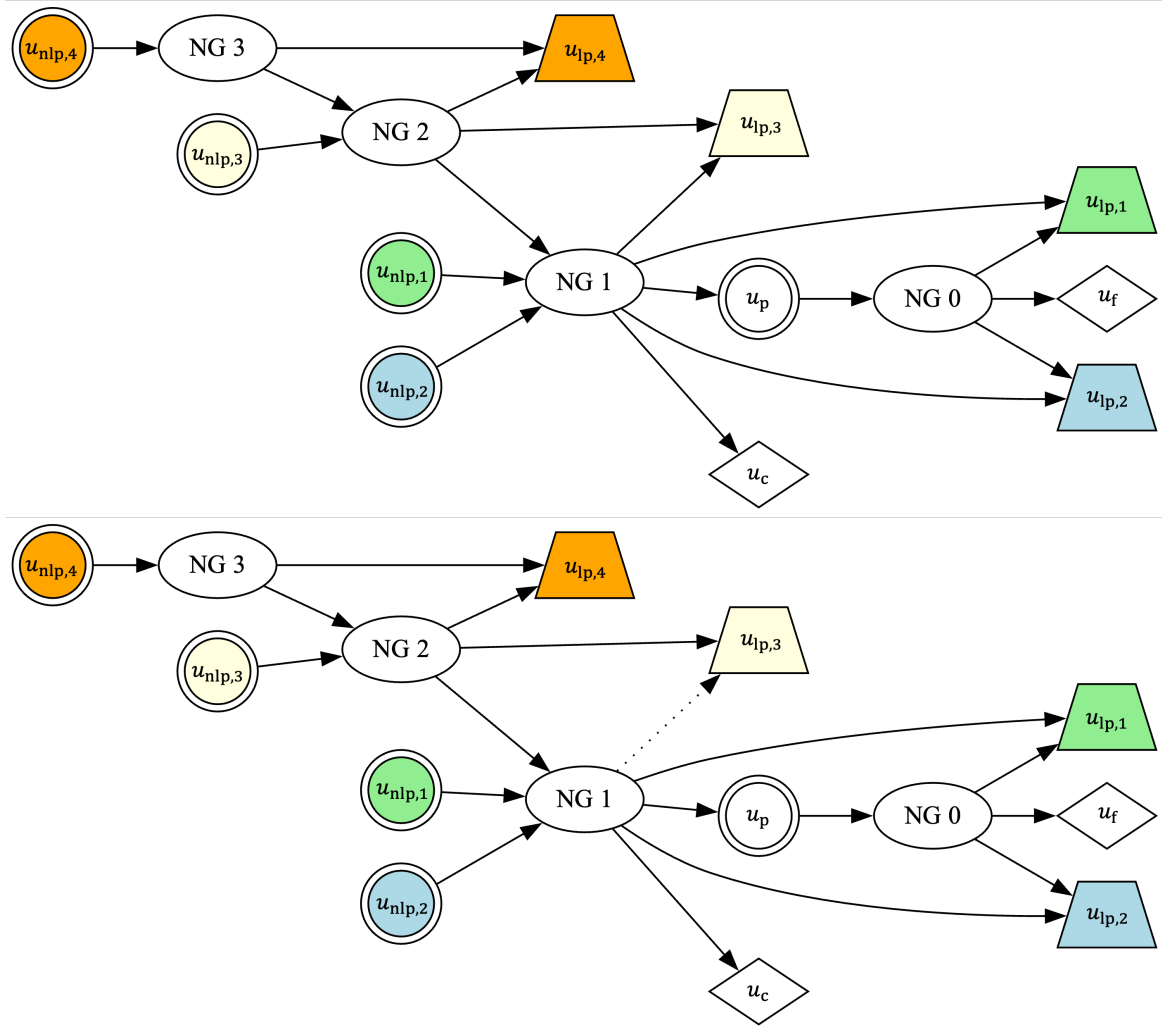 u_nlp,4
NG 3
u_lp,4
NG 2
u_lp,3
u_nlp,3
u_lp,1
u_nlp,1
NG 1
u_p
NG 0
u_f
u_nlp,2
u_lp,2
u_c
u_nlp,4
NG 3
u_lp,4
NG 2
u_lp,3
u_nlp,3
u_lp,1
u_nlp,1
NG 1
u_p
NG 0
u_f
u_nlp,2
u_lp,2
u_c